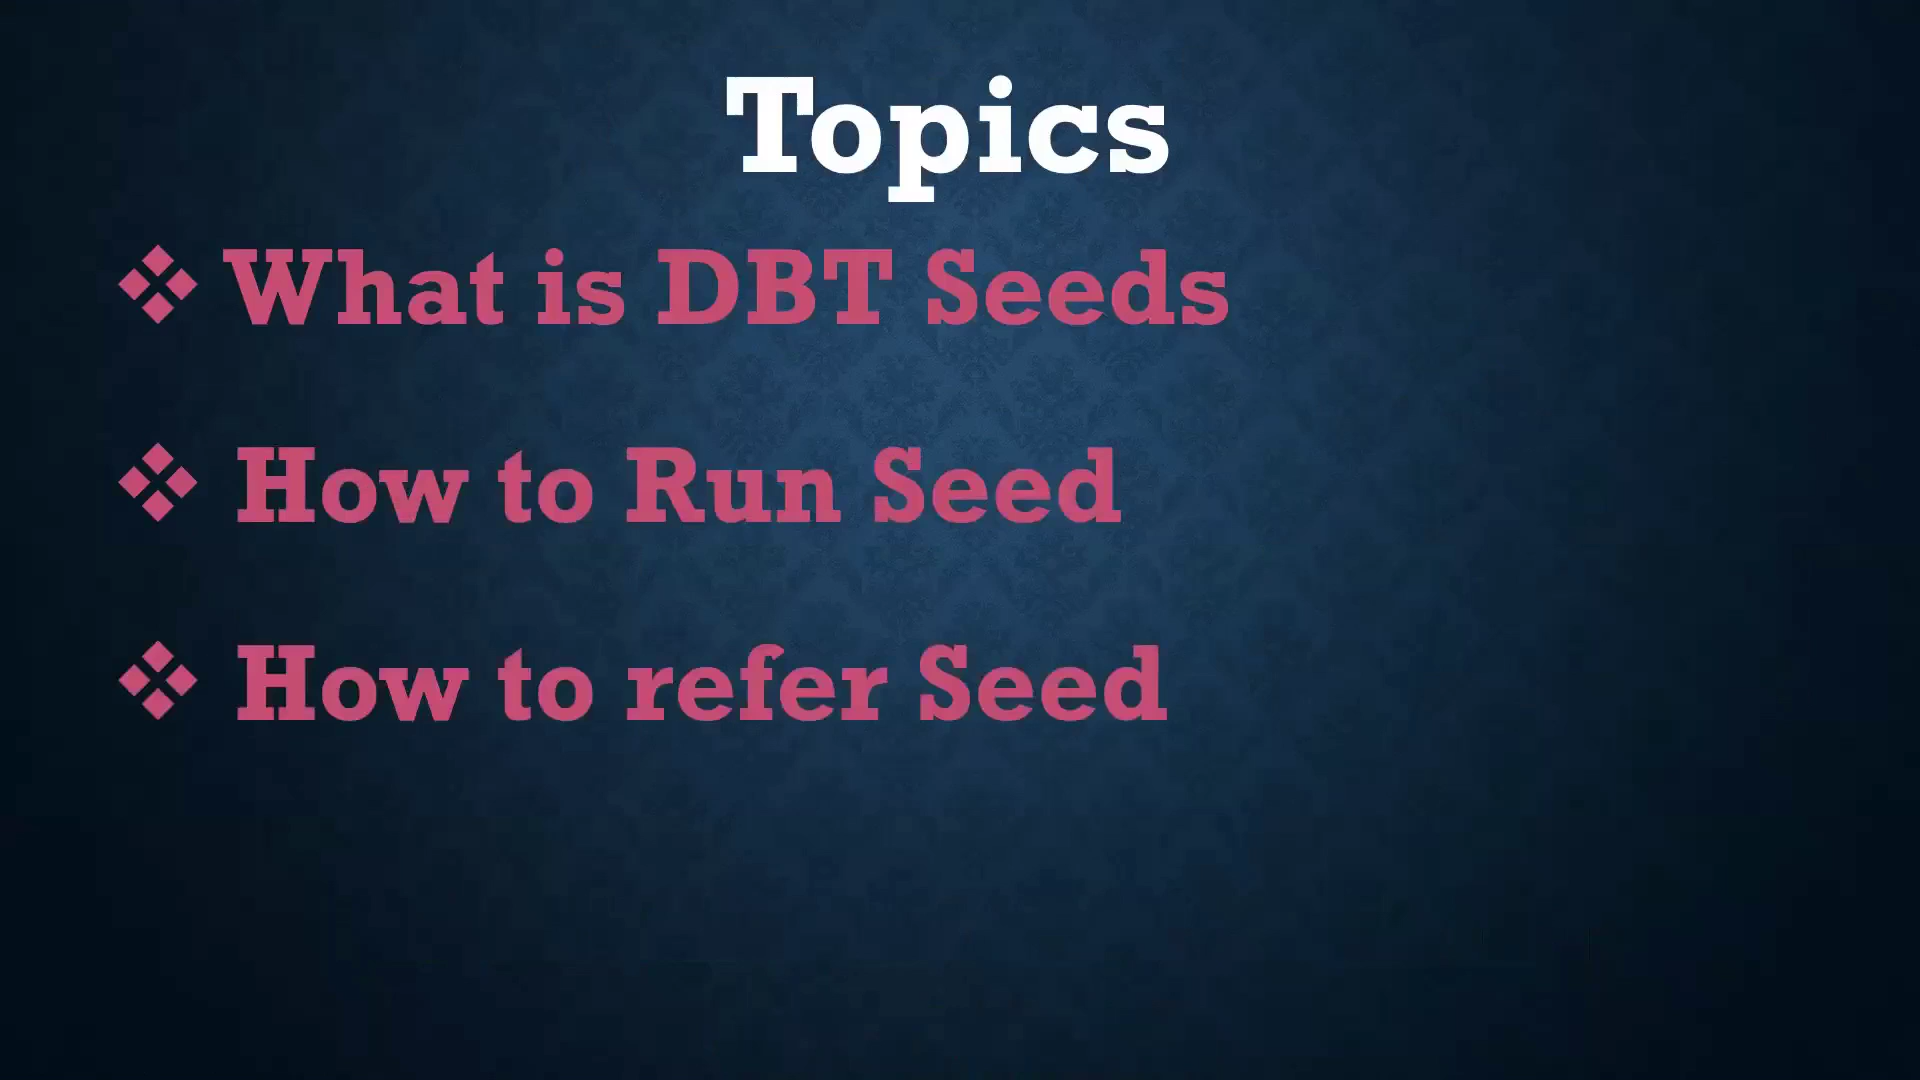 Topics
What is DBT Seeds
How to Run Seed
How to refer Seed